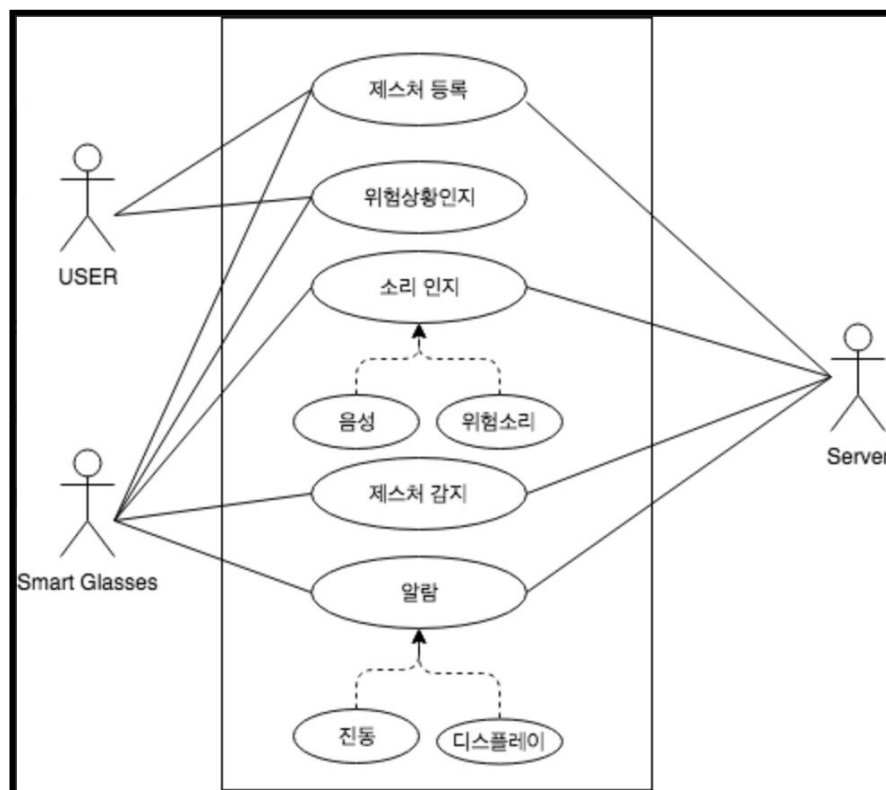 제스처 등록
위험상황인지
USER
소리 인지
음성
위험소리
Server
제스처 감지
Smart Glasses
알람
진동
디스플레이